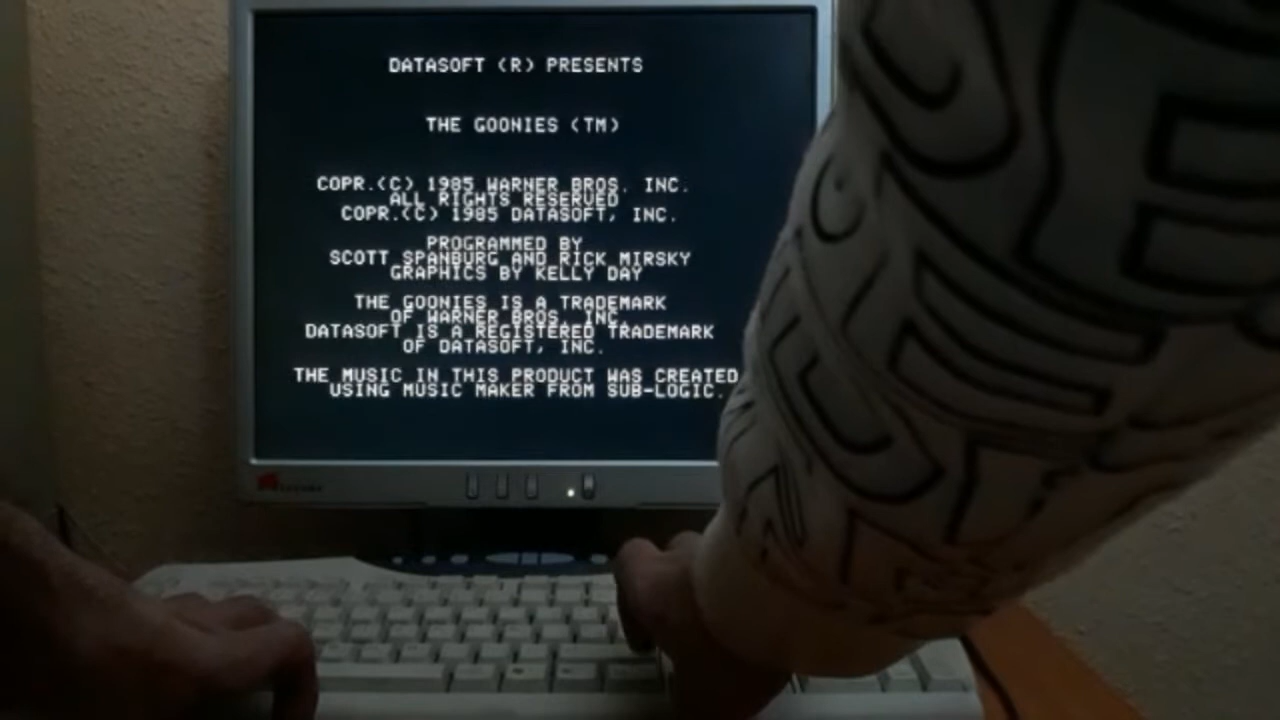 DATASOFT (R) PRESENTS
THE GOONIES (TM)
COPR.(C) 1985 WARNER BROS. INC.
ALL RIGHTS RESERVED
COPR.(C) 1985 DATASOFT, INC.
PROGRAMMED BY
SCOTT SPANBURG AND RICK MIRSKY
GRAPHICS BY KELLY DAY
THE GOONIES IS A TRADEMARK
OF WARNER BROS. INC.
DATASOFT IS A REGISTERED TRADEMARK
OF DATASOFT, INC.
THE MUSIC IN THIS PRODUCT WAS CREATED
USING MUSIC MAKER FROM SUB-LOGIC.